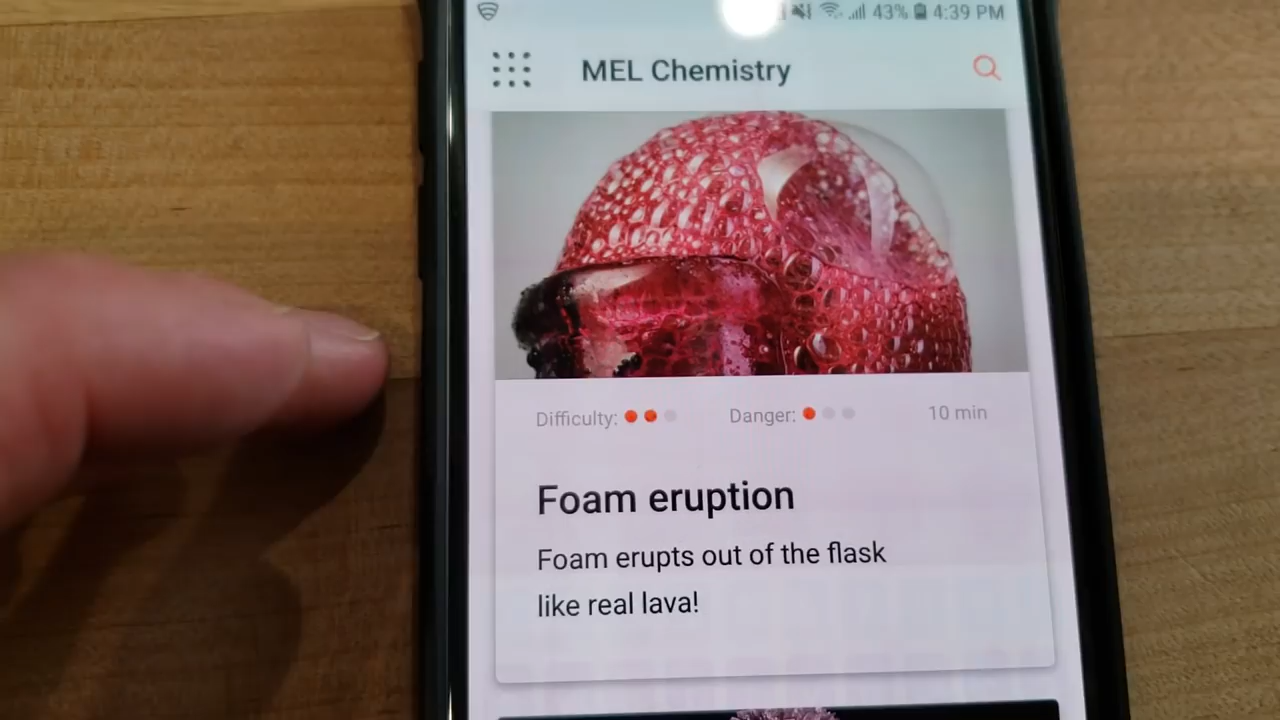 43% 4:39 PM
MEL Chemistry
Difficulty: Danger: 10 min
Foam eruption
Foam erupts out of the flask
like real lava!